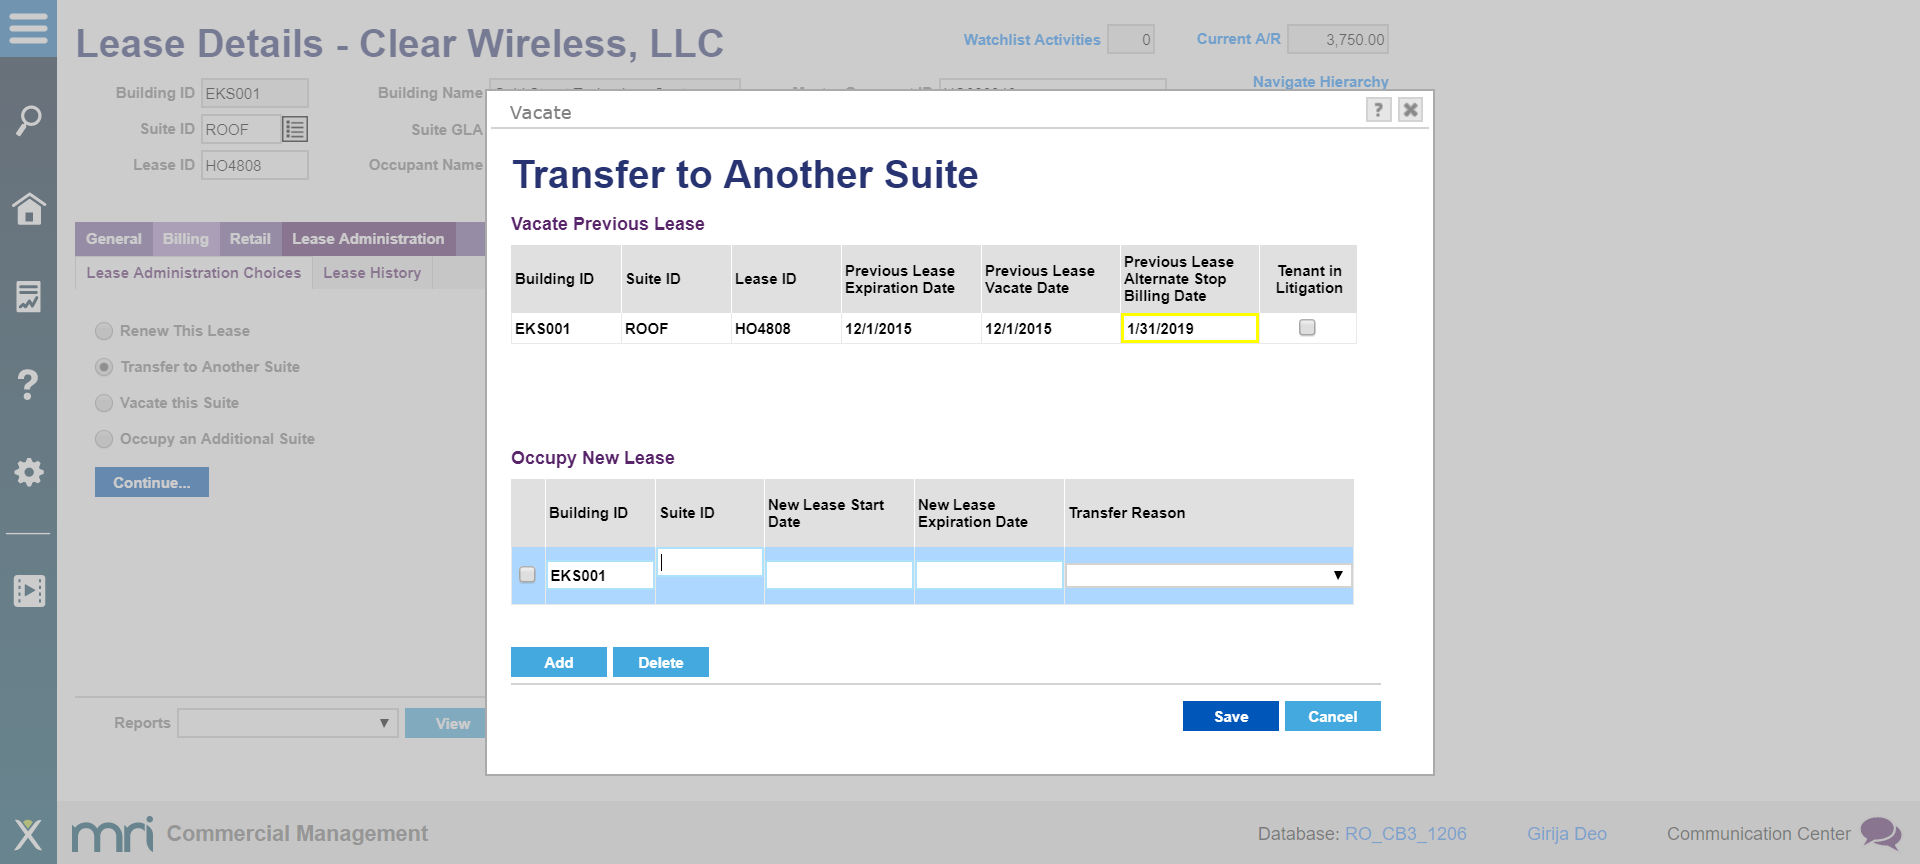 Lease Details - Clear Wireless, LLC
Watchlist Activities 0 Current A/R 3,750.00
Navigate Hierarchy
Building ID EKS001 Building Name
Suite ID ROOF Suite GLA
Lease ID HO4808 Occupant Name
General Billing Retail Lease Administration
Lease Administration Choices Lease History
Renew This Lease
Transfer to Another Suite
Vacate this Suite
Occupy an Additional Suite
Continue...
Reports View
Vacate ?
Transfer to Another Suite
Vacate Previous Lease
Building ID Suite ID Lease ID Previous Lease Expiration Date Previous Lease Vacate Date Previous Lease Alternate Stop Billing Date Tenant in Litigation
EKS001 ROOF HO4808 12/1/2015 12/1/2015 1/31/2019
Occupy New Lease
Building ID Suite ID New Lease Start Date New Lease Expiration Date Transfer Reason
EKS001
Add Delete
Save Cancel
mri Commercial Management
Database: RO_CB3_1206 Girija Deo Communication Center